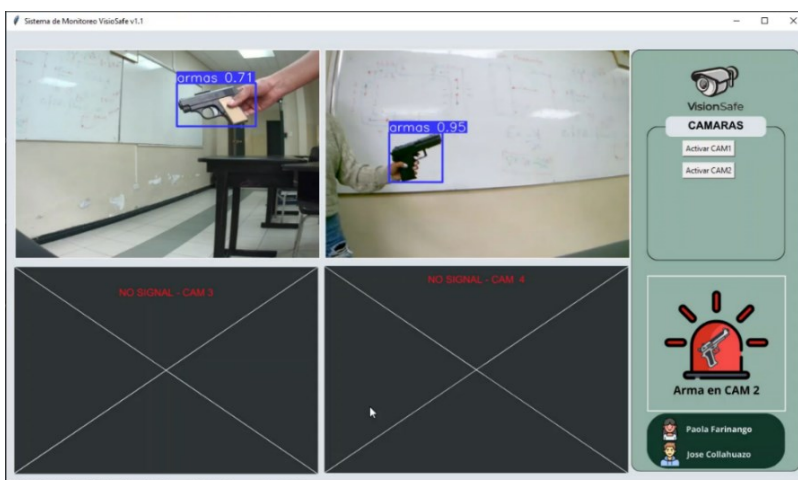 Sistema de Monitoreo VisioSafe v1.1
armas 0.71
armas 0.95
NO SIGNAL - CAM 3
NO SIGNAL - CAM 4
VisionSafe
CAMARAS
Activar CAM1
Activar CAM2
Arma en CAM 2
Paola Farinango
Jose Collahuazo